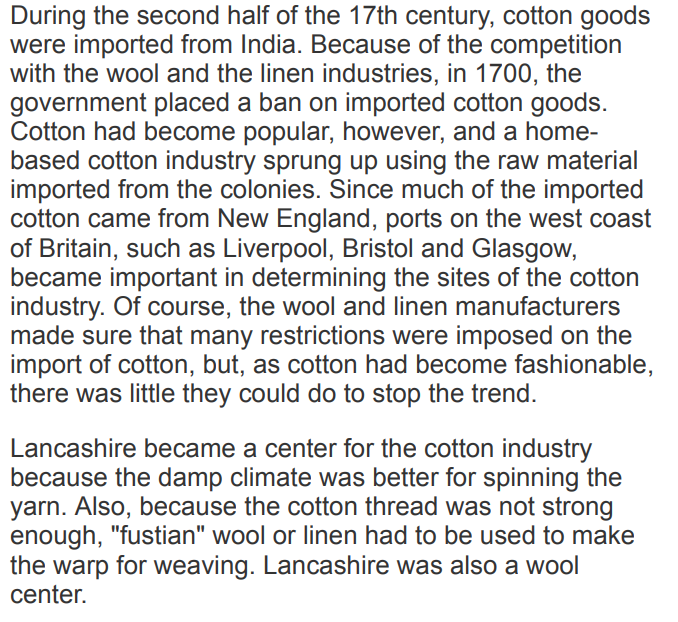 During the second half of the 17th century, cotton goods
were imported from India. Because of the competition
with the wool and the linen industries, in 1700, the
government placed a ban on imported cotton goods.
Cotton had become popular, however, and a home-
based cotton industry sprung up using the raw material
imported from the colonies. Since much of the imported
cotton came from New England, ports on the west coast
of Britain, such as Liverpool, Bristol and Glasgow,
became important in determining the sites of the cotton
industry. Of course, the wool and linen manufacturers
made sure that many restrictions were imposed on the
import of cotton, but, as cotton had become fashionable,
there was little they could do to stop the trend.
Lancashire became a center for the cotton industry
because the damp climate was better for spinning the
yarn. Also, because the cotton thread was not strong
enough, "fustian" wool or linen had to be used to make
the warp for weaving. Lancashire was also a wool
center.